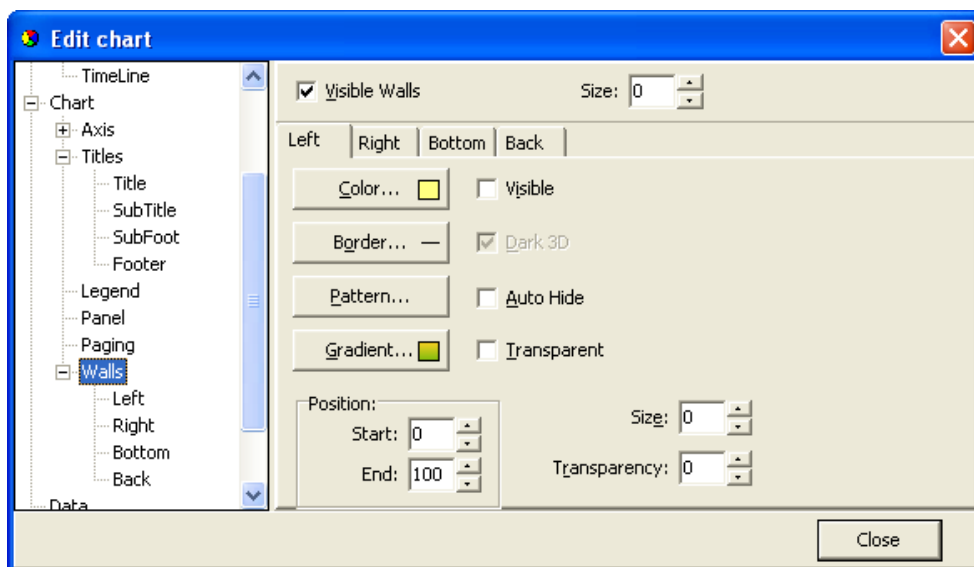 Edit chart
TimeLine
Chart
Axis
Titles
Title
SubTitle
SubFoot
Footer
Legend
Panel
Paging
Walls
Left
Right
Bottom
Back
Data
Visible Walls Size: 0
Left Right Bottom Back
Color... Visible
Border... Dark 3D
Pattern... Auto Hide
Gradient... Transparent
Position:
Start: 0 Size: 0
End: 100 Transparency: 0
Close